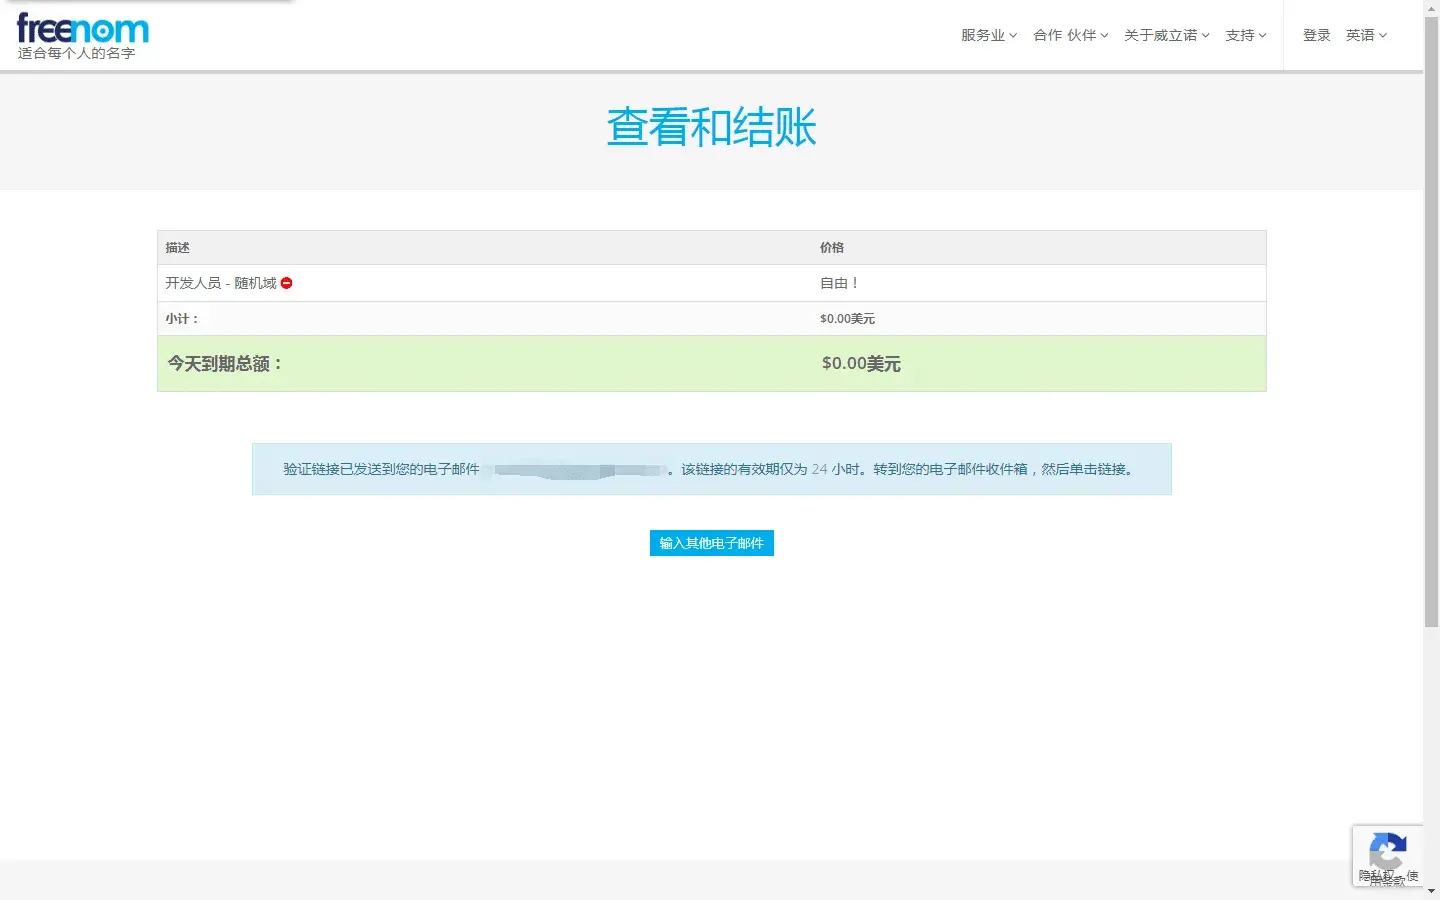 freenom
适合每个人的名字
服务业 合作 伙伴 关于威立诺 支持 登录 英语
查看和结账
描述 价格
开发人员 - 随机域 自由！
小计： $0.00美元
今天到期总额： $0.00美元
验证链接已发送到您的电子邮件 。该链接的有效期仅为 24 小时。转到您的电子邮件收件箱，然后单击链接。
输入其他电子邮件
隐私权 - 使
用条款